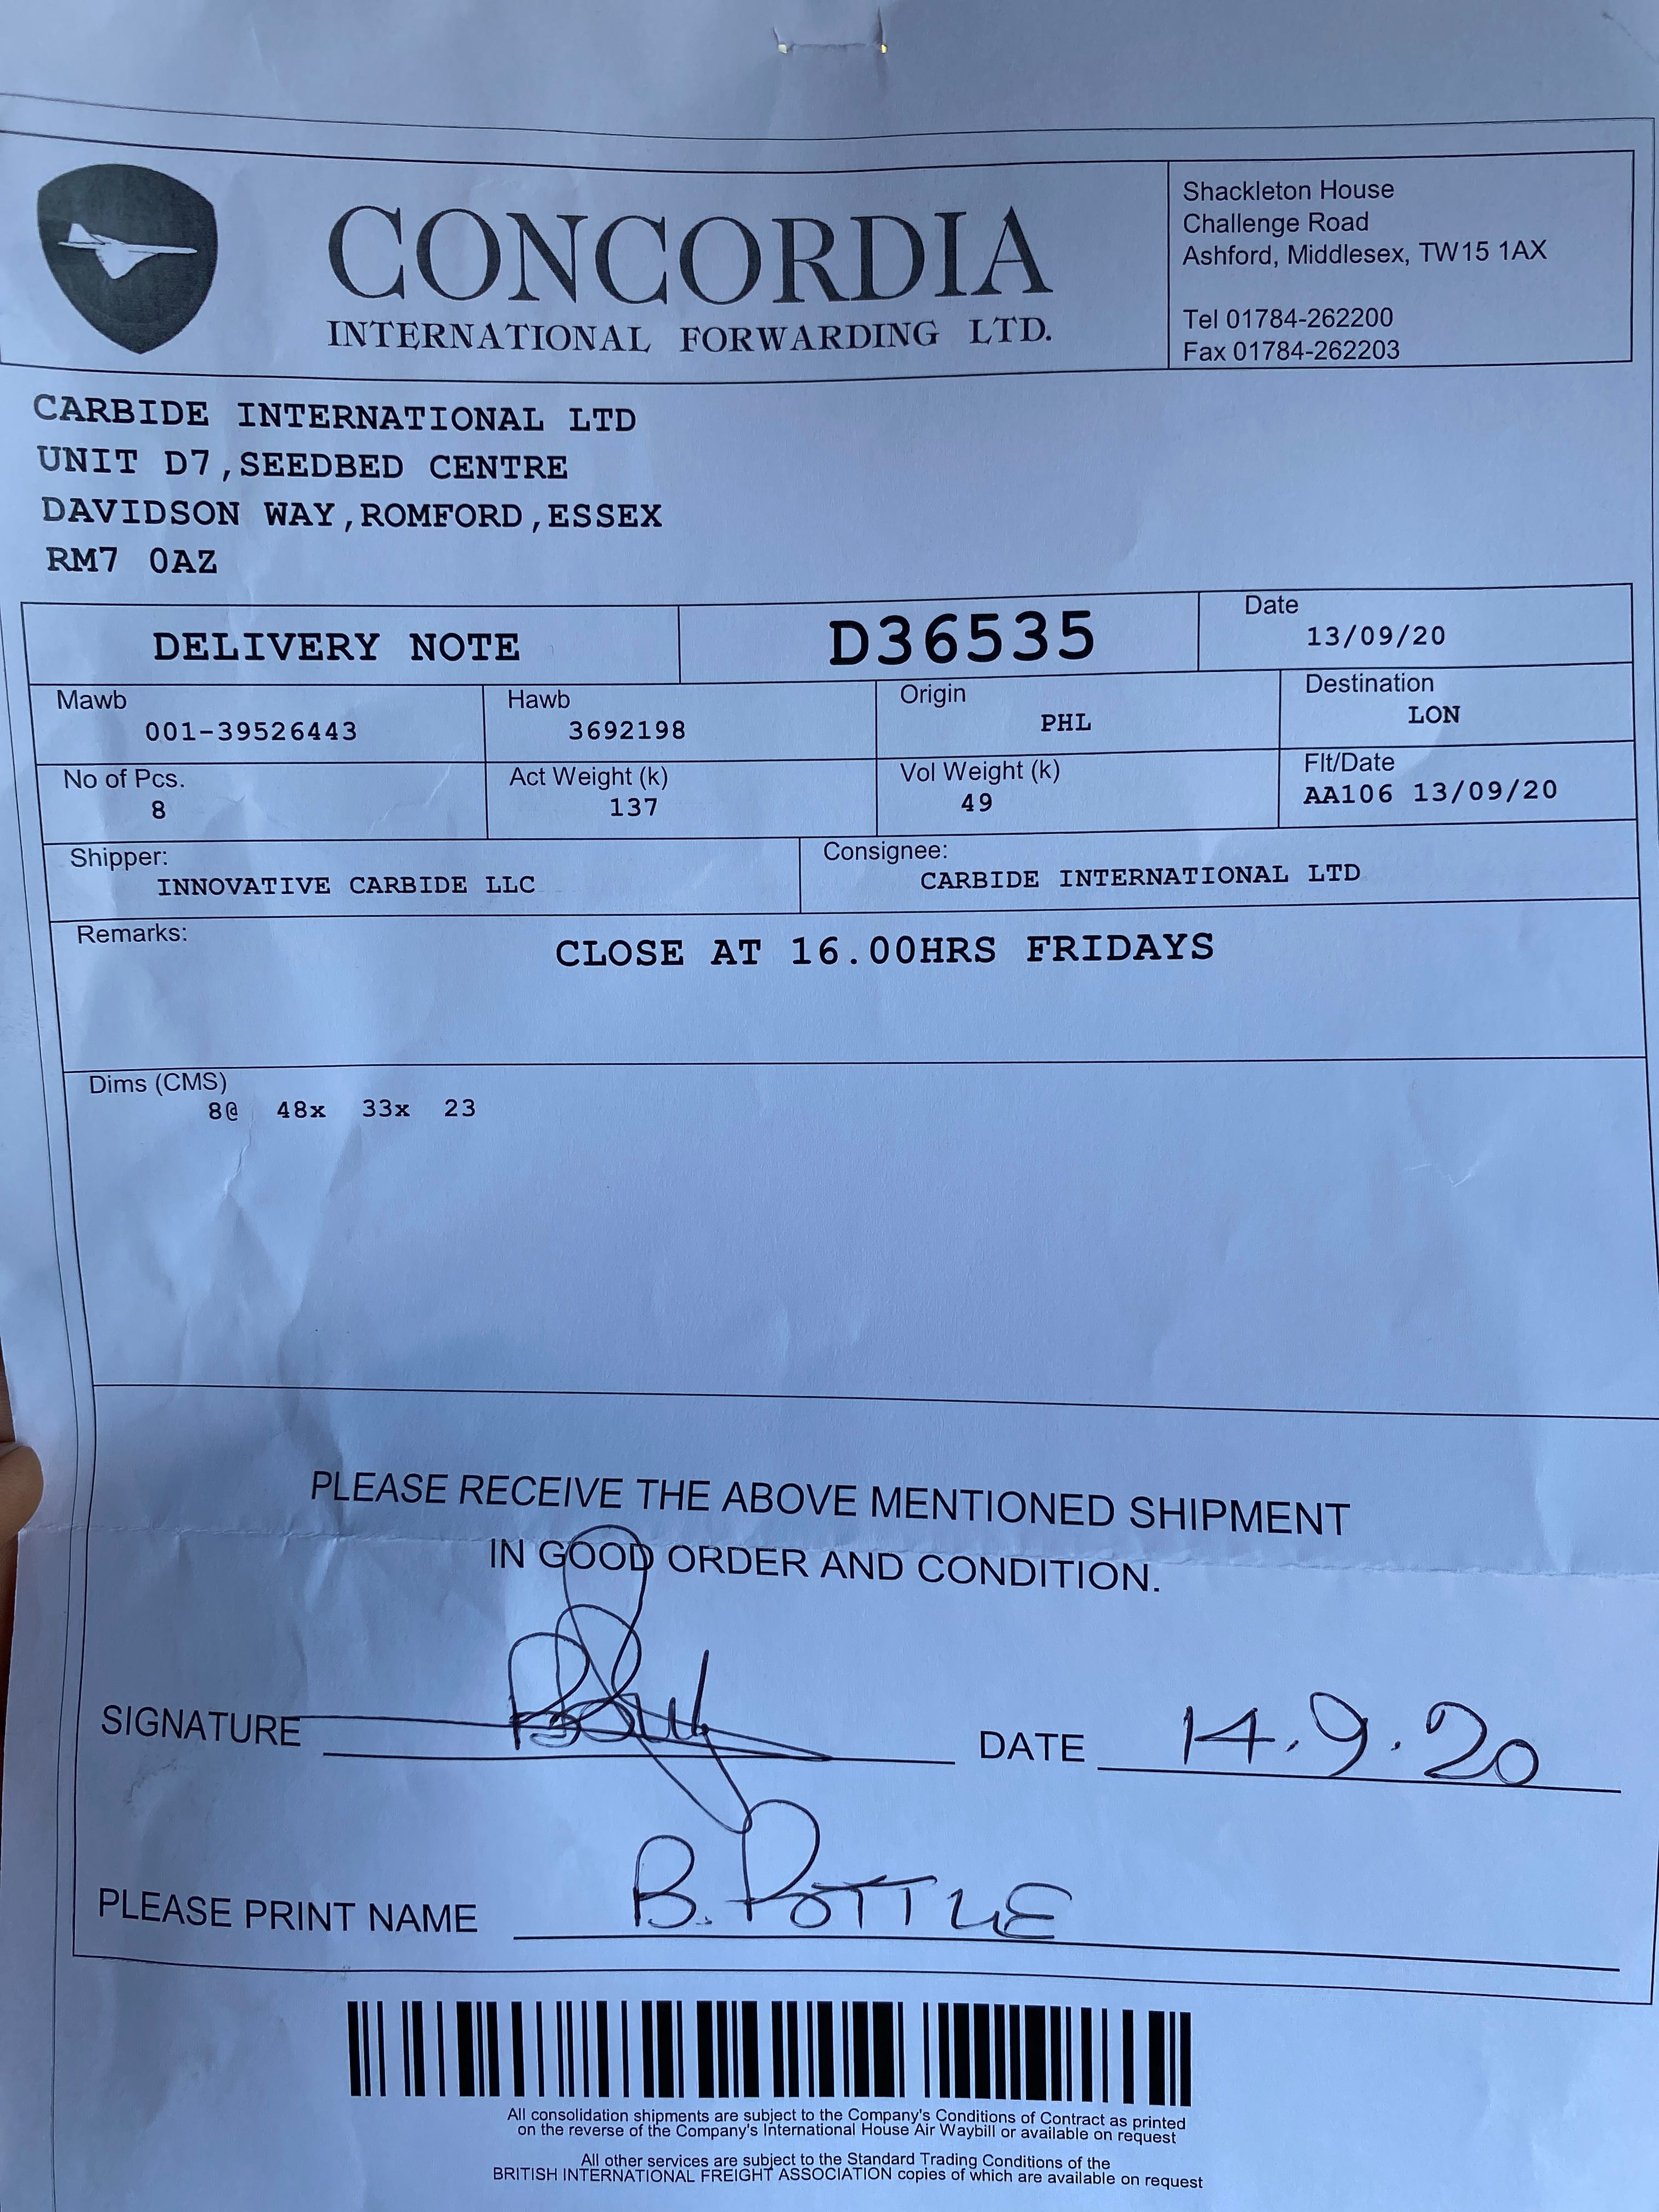 CONCORDIA
INTERNATIONAL FORWARDING LTD.
Shackleton House
Challenge Road
Ashford, Middlesex, TW15 1AX
Tel 01784-262200
Fax 01784-262203
CARBIDE INTERNATIONAL LTD
UNIT D7,SEEDBED CENTRE
DAVIDSON WAY,ROMFORD,ESSEX
RM7 0AZ
DELIVERY NOTE
D36535
Date
13/09/20
Mawb
001-39526443
Hawb
3692198
Origin
PHL
Destination
LON
No of Pcs.
8
Act Weight (k)
137
Vol Weight (k)
49
Flt/Date
AA106 13/09/20
Shipper:
INNOVATIVE CARBIDE LLC
Consignee:
CARBIDE INTERNATIONAL LTD
Remarks:
CLOSE AT 16.00HRS FRIDAYS
Dims (CMS)
8@ 48x 33x 23
PLEASE RECEIVE THE ABOVE MENTIONED SHIPMENT
IN GOOD ORDER AND CONDITION.
SIGNATURE
DATE 14.9.20
PLEASE PRINT NAME B. POTTLE
All consolidation shipments are subject to the Company's Conditions of Contract as printed
on the reverse of the Company's International House Air Waybill or available on request
All other services are subject to the Standard Trading Conditions of the
BRITISH INTERNATIONAL FREIGHT ASSOCIATION copies of which are available on request